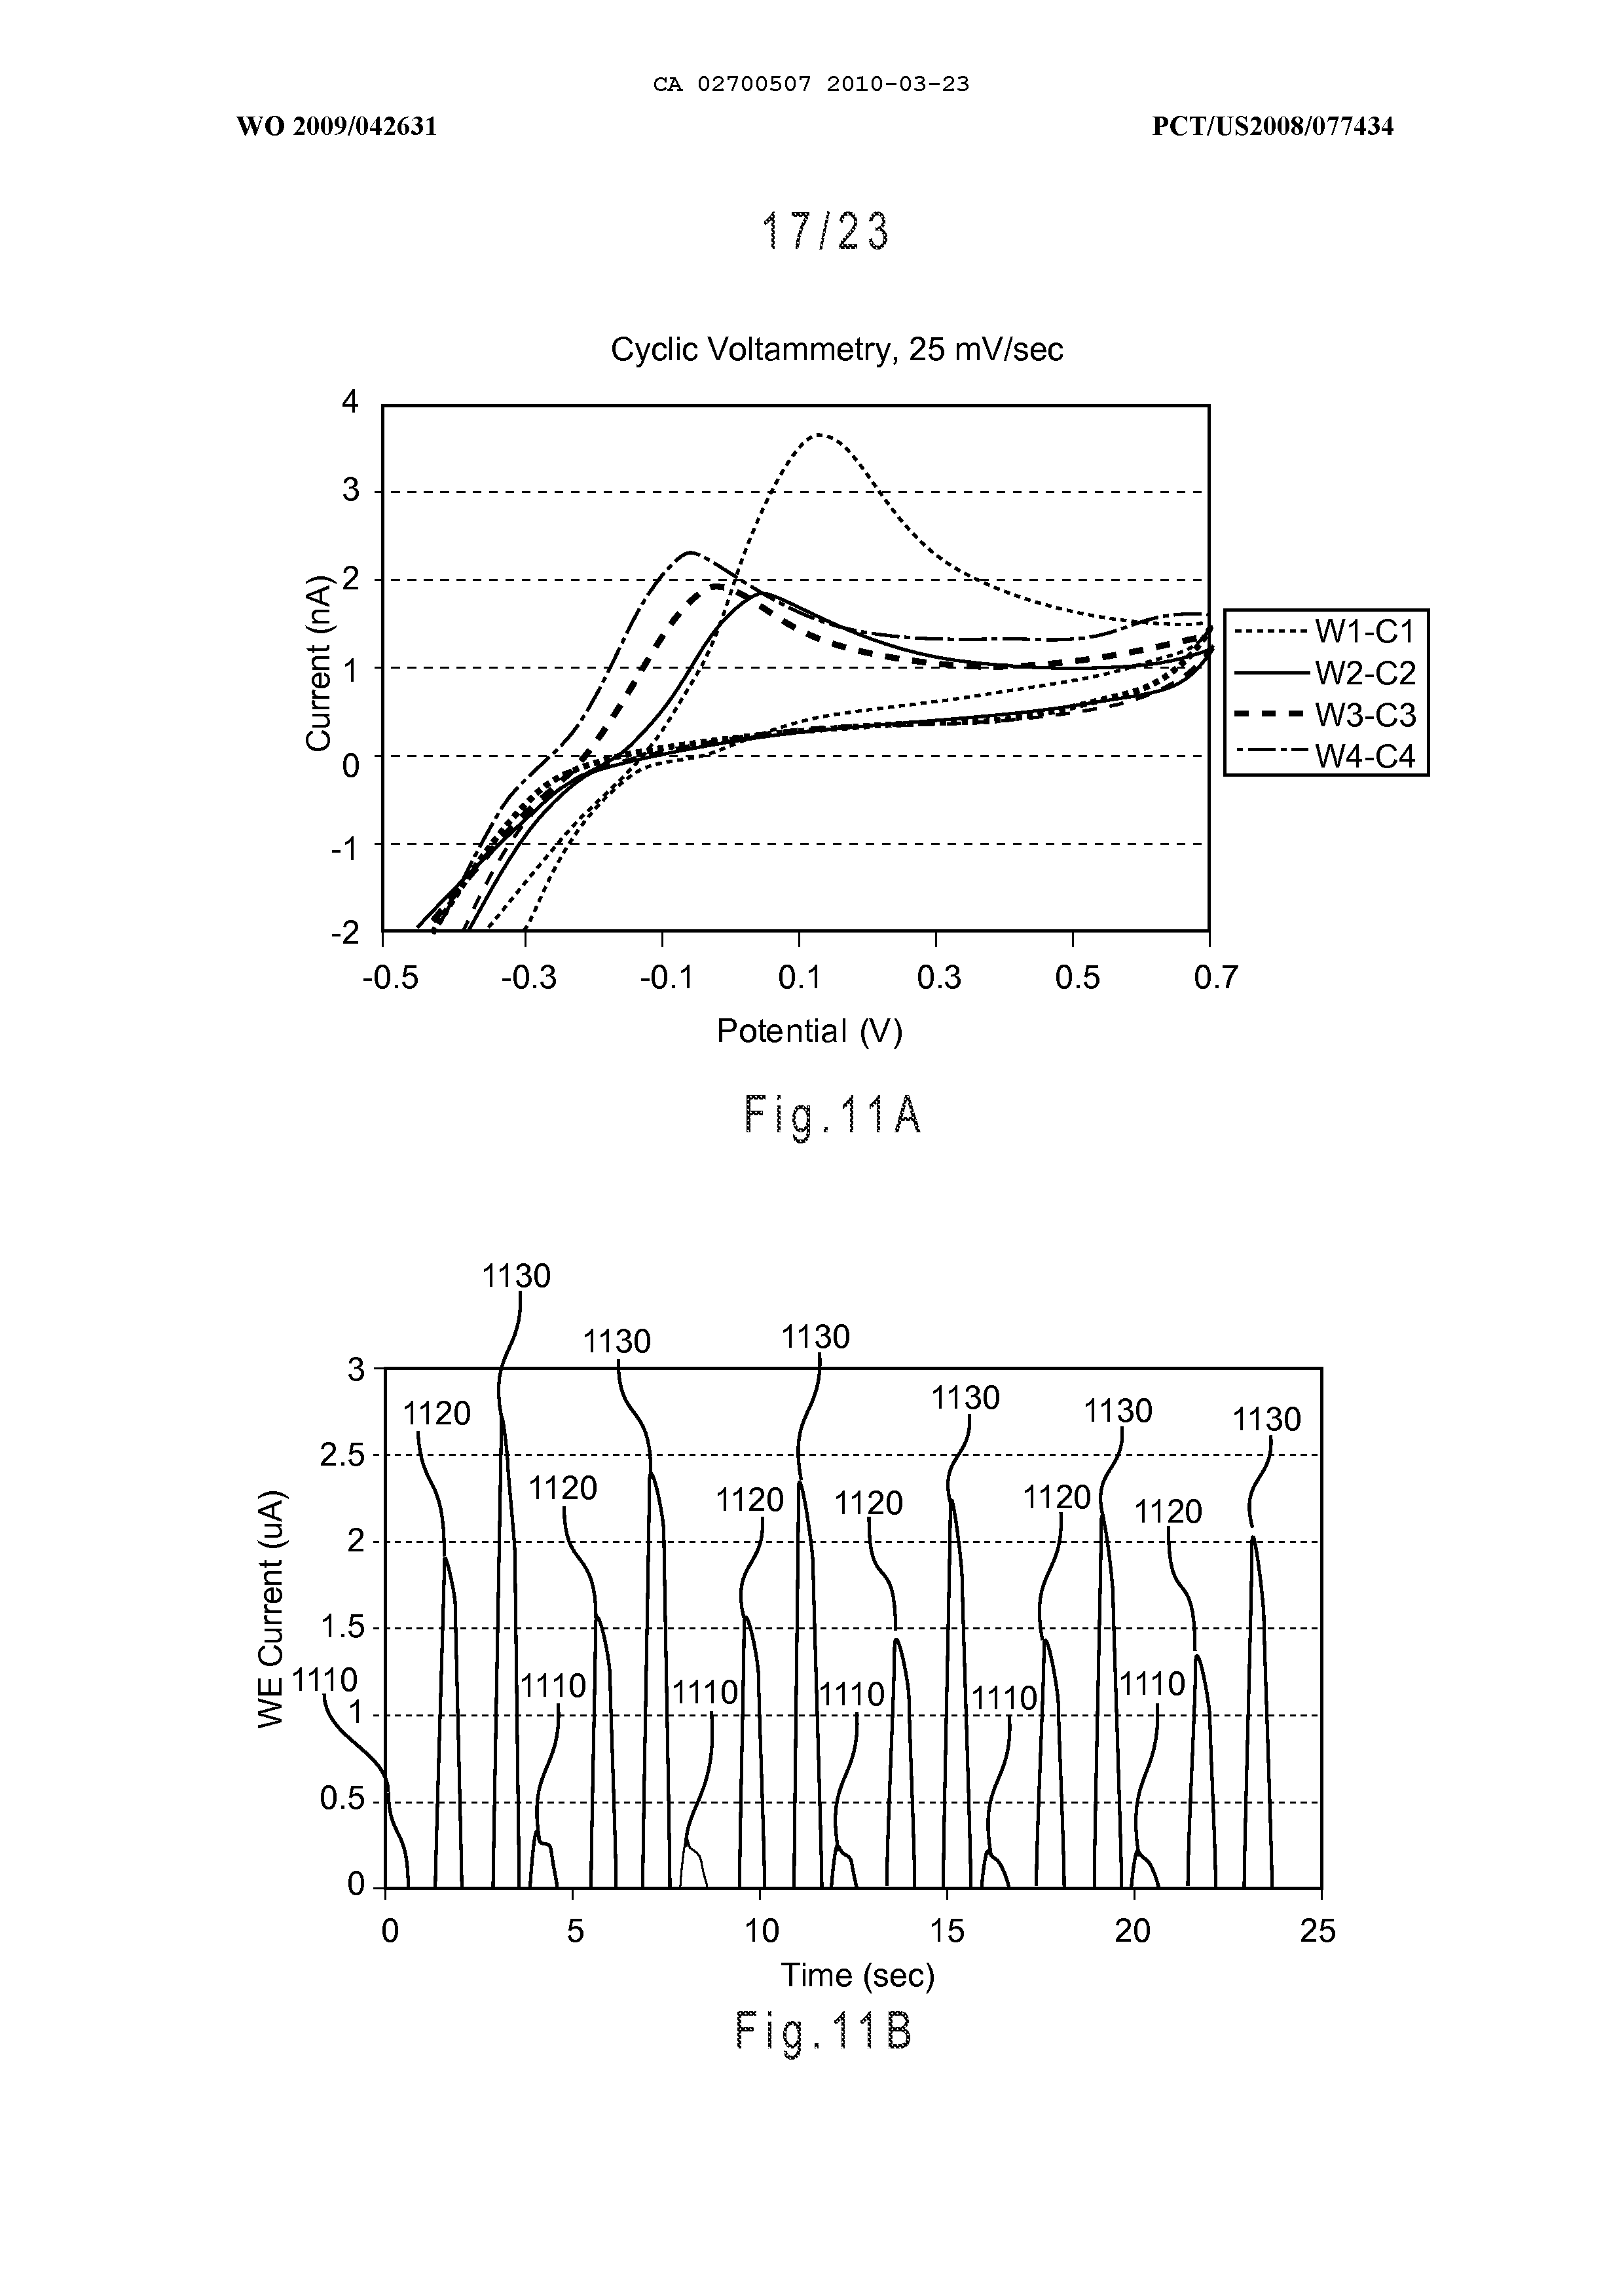 CA 02700507 2010-03-23
WO 2009/042631 PCT/US2008/077434
17/23
Cyclic Voltammetry, 25 mV/sec
4
3
2
1
0
-1
-2
Current (nA)
-0.5 -0.3 -0.1 0.1 0.3 0.5 0.7
Potential (V)
W1-C1
W2-C2
W3-C3
W4-C4
Fig.11A
1130
1130
1130
1130
1130
1130
1120
1120
1120
1120
1120
1120
1110
1110
1110
1110
1110
1110
3
2.5
2
1.5
1
0.5
0
WE Current (uA)
0 5 10 15 20 25
Time (sec)
Fig.11B